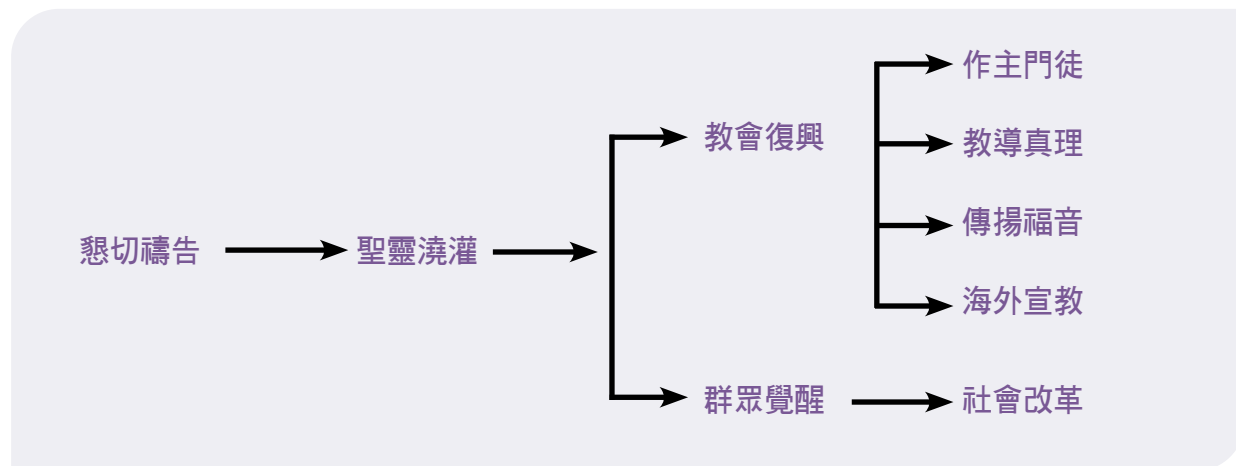 懇切禱告
聖靈澆灌
教會復興
作主門徒
教導真理
傳揚福音
海外宣教
群眾覺醒
社會改革